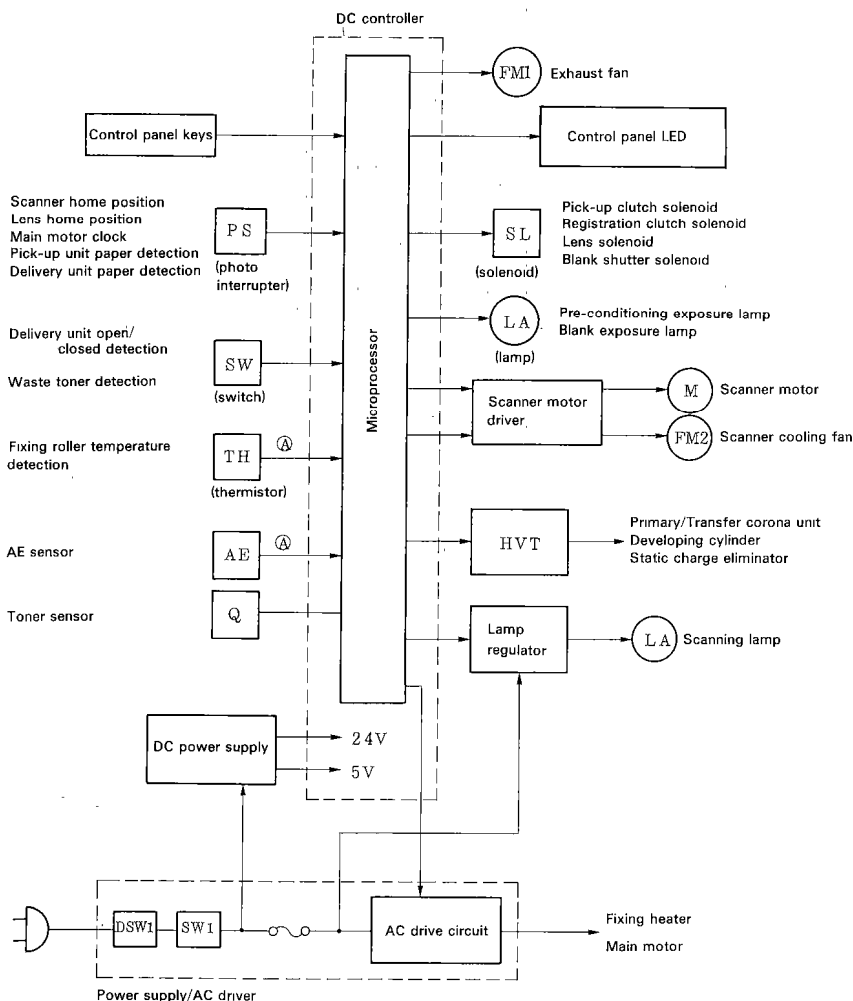 DC controller
FM1
Exhaust fan
Control panel keys
Control panel LED
Scanner home position
Lens home position
Main motor clock
Pick-up unit paper detection
Delivery unit paper detection
PS
(photo
interrupter)
SL
(solenoid)
Pick-up clutch solenoid
Registration clutch solenoid
Lens solenoid
Blank shutter solenoid
Microprocessor
LA
(lamp)
Pre-conditioning exposure lamp
Blank exposure lamp
Delivery unit open/
closed detection
Waste toner detection
SW
(switch)
Scanner motor
driver
M
Scanner motor
FM2
Scanner cooling fan
Fixing roller temperature
detection
TH
A
(thermistor)
HVT
Primary/Transfer corona unit
Developing cylinder
Static charge eliminator
AE sensor
AE
A
Toner sensor
Q
Lamp
regulator
LA
Scanning lamp
DC power supply
24V
5V
DSW1
SW1
AC drive circuit
Fixing heater
Main motor
Power supply/AC driver